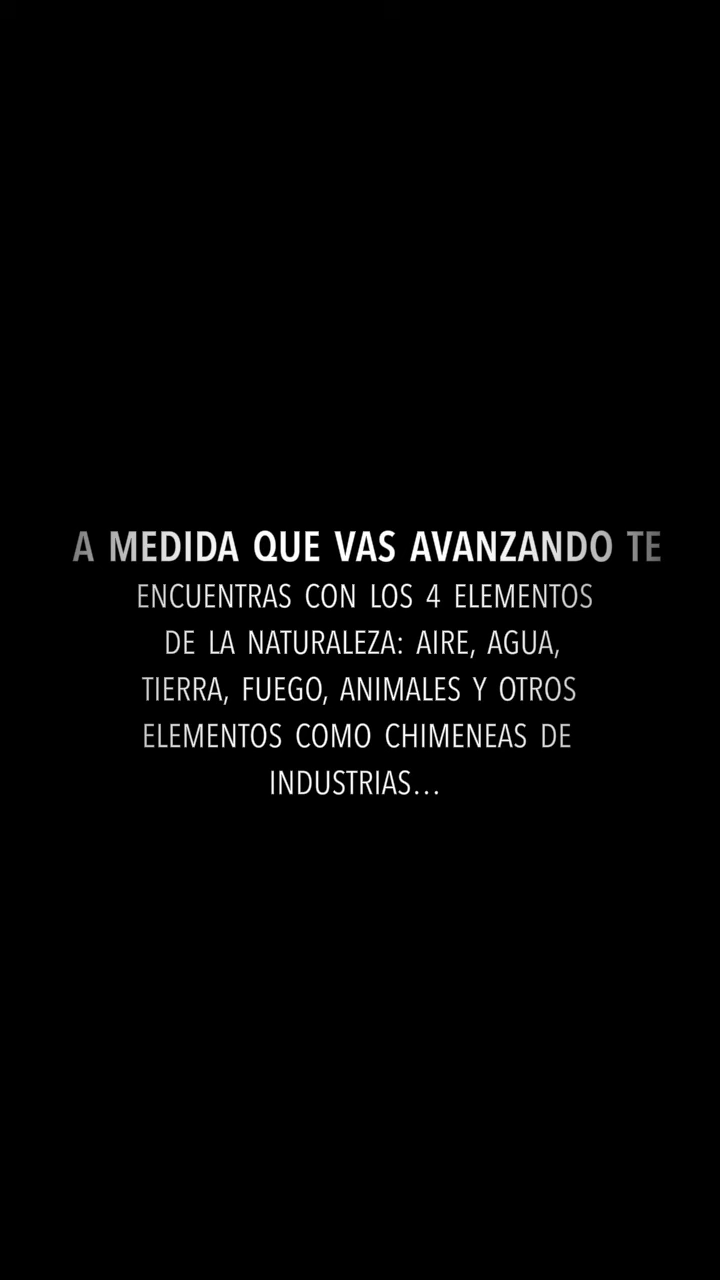 A MEDIDA QUE VAS AVANZANDO TE
ENCUENTRAS CON LOS 4 ELEMENTOS
DE LA NATURALEZA: AIRE, AGUA,
TIERRA, FUEGO, ANIMALES Y OTROS
ELEMENTOS COMO CHIMENEAS DE
INDUSTRIAS...